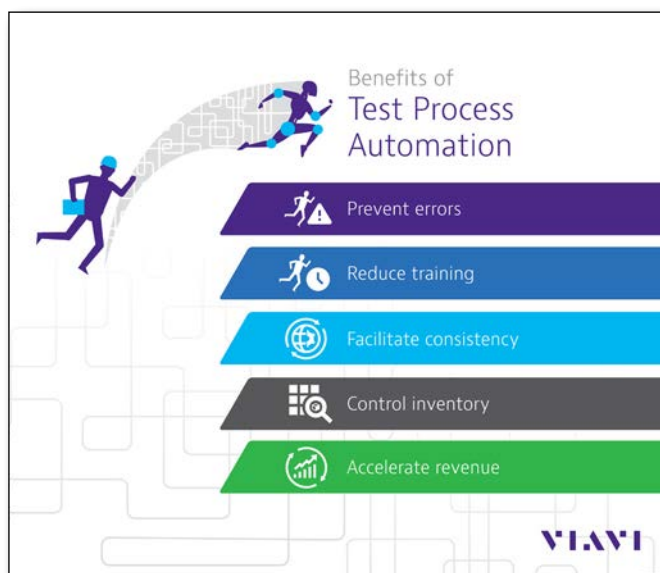 Benefits of
Test Process
Automation
Prevent errors
Reduce training
Facilitate consistency
Control inventory
Accelerate revenue
VIAVI